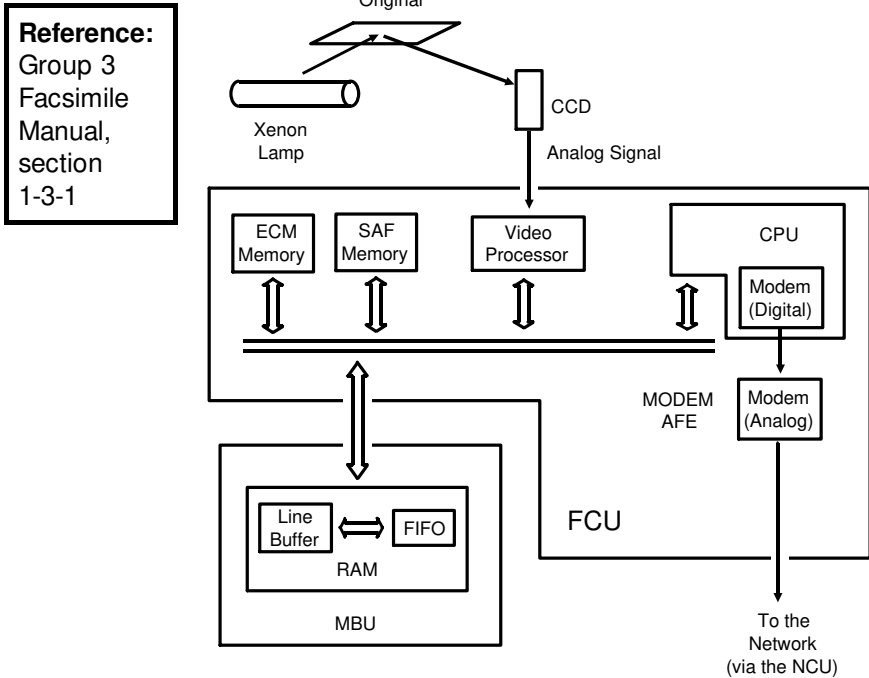 Original
Reference:
Group 3
Facsimile
Manual,
section
1-3-1
Xenon
Lamp
CCD
Analog Signal
ECM
Memory
SAF
Memory
Video
Processor
CPU
Modem
(Digital)
MODEM
AFE
Modem
(Analog)
Line
Buffer
FIFO
RAM
MBU
FCU
To the
Network
(via the NCU)